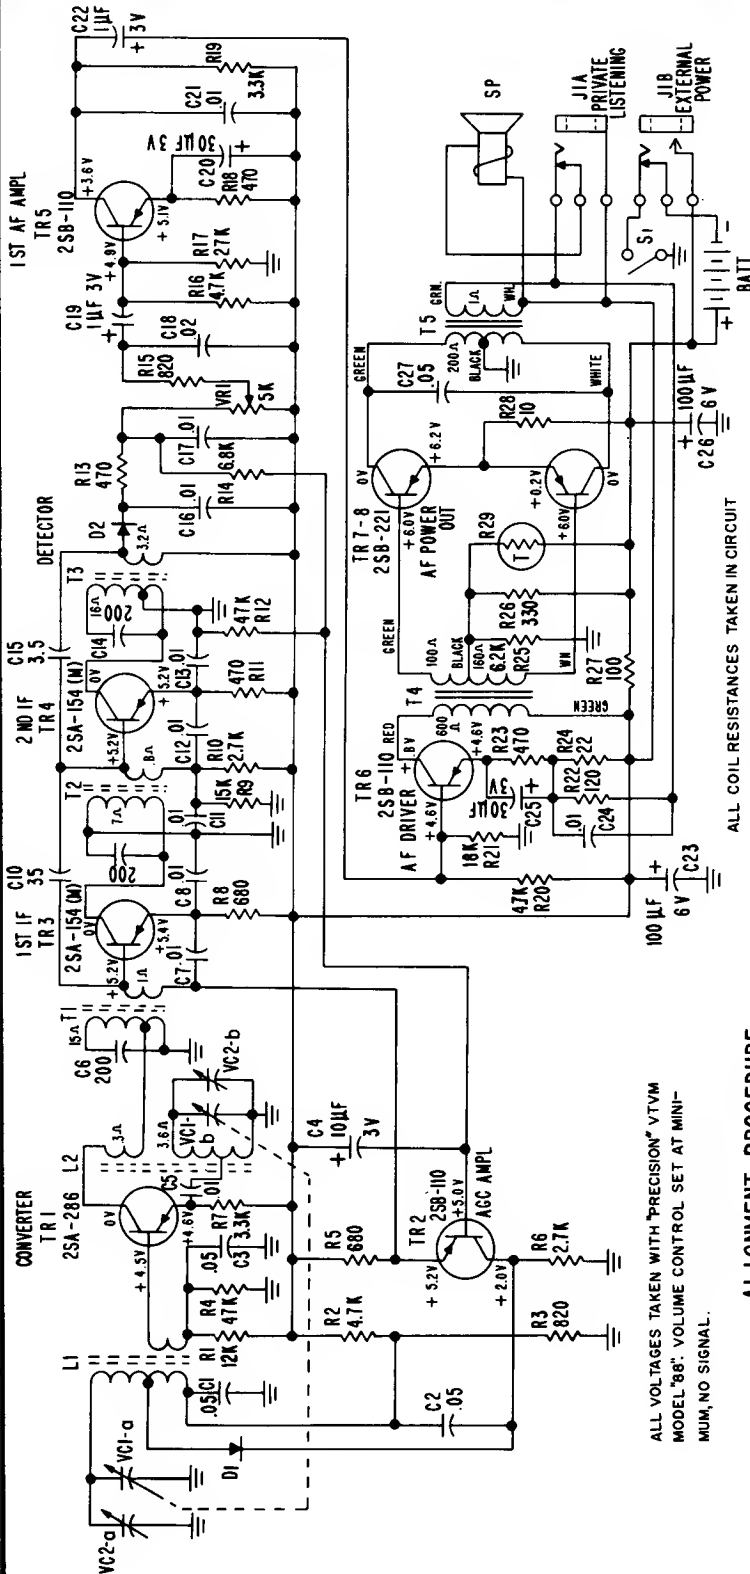 CONVERTER
TR1
2SA-286
1ST IF
TR3
2SA-154 (M)
2 ND IF
TR4
2SA-154 (M)
DETECTOR
1ST AF AMPL
TR5
2SB-110
VC2-a
VC1-a
L1
D1
.05
C1
R1
12K
R4
47K
.05
C3
R7
3.3K
C5
.01
0V
+4.5V
+4.6V
L2
.3Ω
3.6Ω
VC1-
b
VC2-b
C6
200
15Ω
T1
C10
35
0V
+5.2V
+5.4V
1Ω
C7
.01
C8
.01
R8
680
200
7Ω
T2
C11
.01
15K
R9
R10
2.7K
C12
.01
.8Ω
C15
3.5
0V
+5.2V
+5.2V
R11
470
C13
.01
47K
R12
C14
200
16Ω
T3
3.2Ω
D2
C16
.01
R13
470
R14
6.8K
C17
.01
VR1
5K
R15
820
C18
.02
C19
1µF 3V
R16
4.7K
R17
27K
+4.9V
+5.1V
+3.6V
R18
470
C20
30µF 3V
+
C21
.01
R19
3.3K
C22
1µF
+ 3V
R2
4.7K
R5
680
C4
+ 10µF
3V
C2
.05
R3
820
TR2
2SB-110
+5.0V
AGC AMPL
+5.2V
+2.0V
R6
2.7K
TR6
2SB-110
AF DRIVER
+4.6V
+.8V
+4.6V
18K
R21
47K
R20
100µF
6V
+
C23
30µF
3V
+
C25
R23
470
R24
22
R22
120
.01
C24
RED
600
Ω
T4
GREEN
GREEN
100Ω
BLACK
160Ω
WH
6.2K
R25
R26
330
R29
T
R27
100
TR7-8
2SB-221
AF POWER
OUT
0V
+6.0V
+6.2V
+0.2V
+6.0V
0V
GREEN
C27
.05
R28
10
WHITE
200Ω
BLACK
T5
GRN.
1Ω
WH.
+ 100µF
C26 6V
SP
J1A
PRIVATE
LISTENING
J1B
EXTERNAL
POWER
S1
+
-
BATT
ALL VOLTAGES TAKEN WITH "PRECISION" VTVM
MODEL "88". VOLUME CONTROL SET AT MINI-
MUM, NO SIGNAL.
ALL COIL RESISTANCES TAKEN IN CIRCUIT
ALIGNMENT PROCEDURE